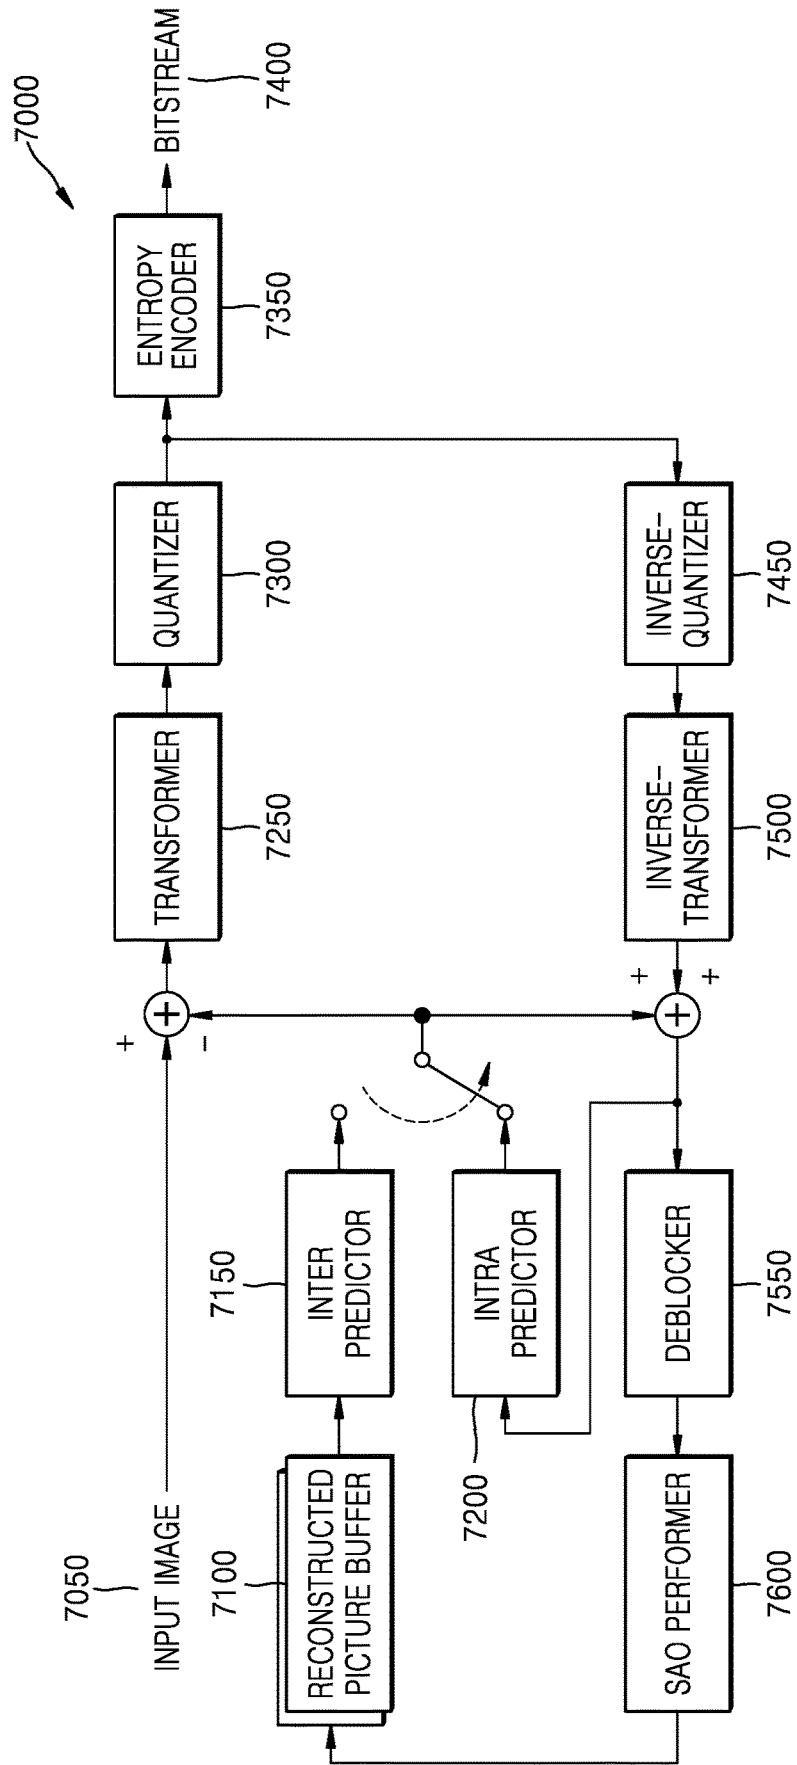 7000
INPUT IMAGE
7050
+
−
+
TRANSFORMER
7250
QUANTIZER
7300
ENTROPY
ENCODER
7350
BITSTREAM
7400
RECONSTRUCTED
PICTURE BUFFER
7100
INTER
PREDICTOR
7150
INTRA
PREDICTOR
7200
SAO PERFORMER
7600
DEBLOCKER
7550
+
+
+
INVERSE−
TRANSFORMER
7500
INVERSE−
QUANTIZER
7450